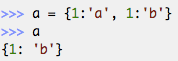 >>> a = {1:'a', 1:'b'}
>>> a
{1: 'b'}